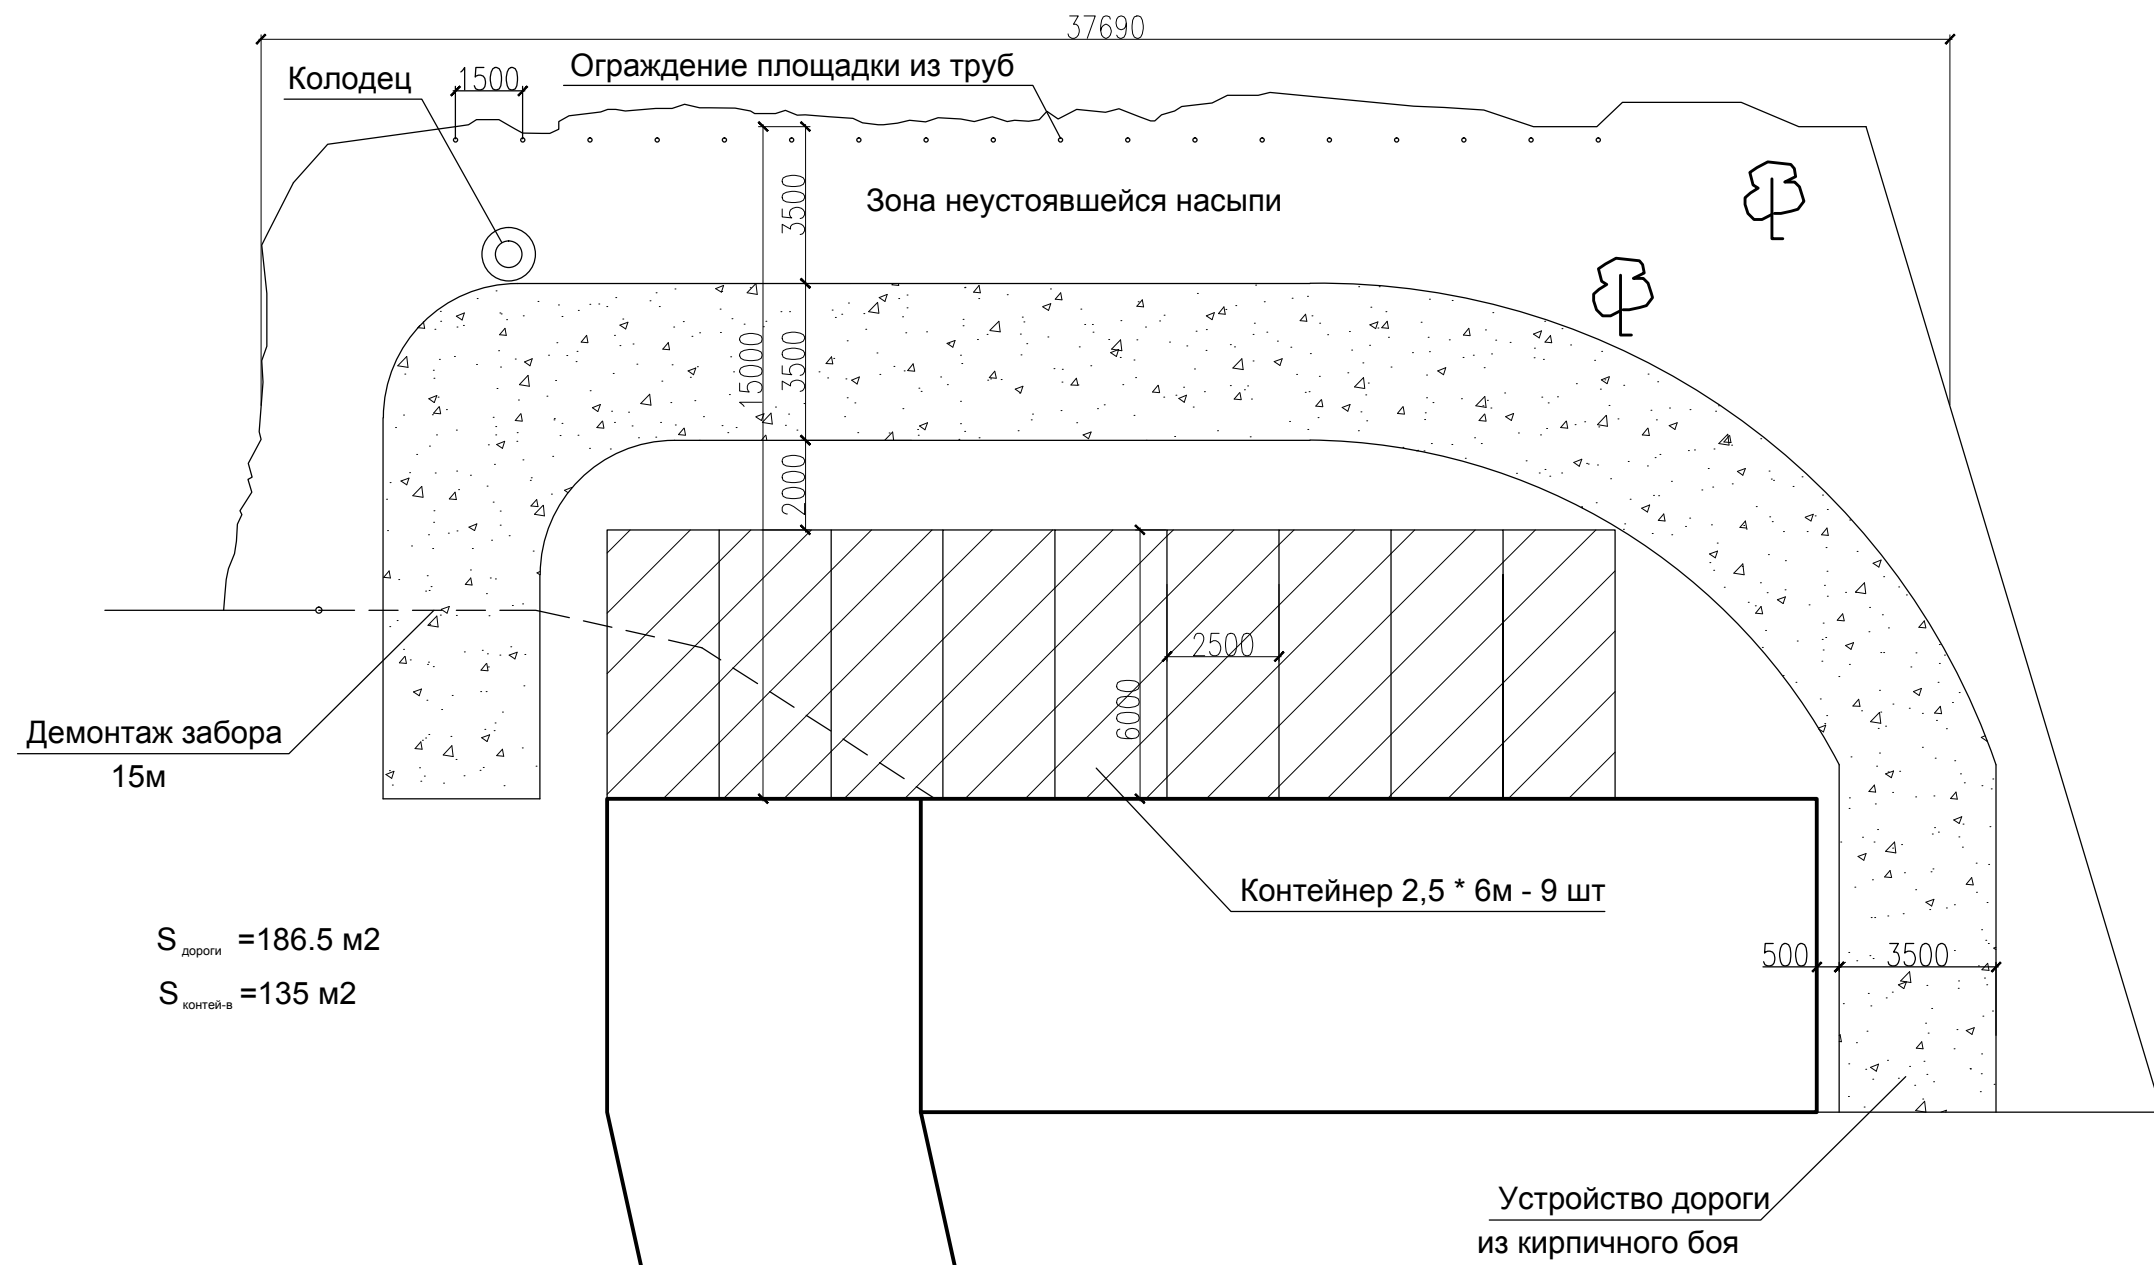 37690
Колодец
1500
Ограждение площадки из труб
3500
Зона неустоявшейся насыпи
15000
3500
2000
2500
6000
Демонтаж забора
15м
Контейнер 2,5 * 6м - 9 шт
S дороги =186.5 м2
S контей-в =135 м2
500
3500
Устройство дороги
из кирпичного боя